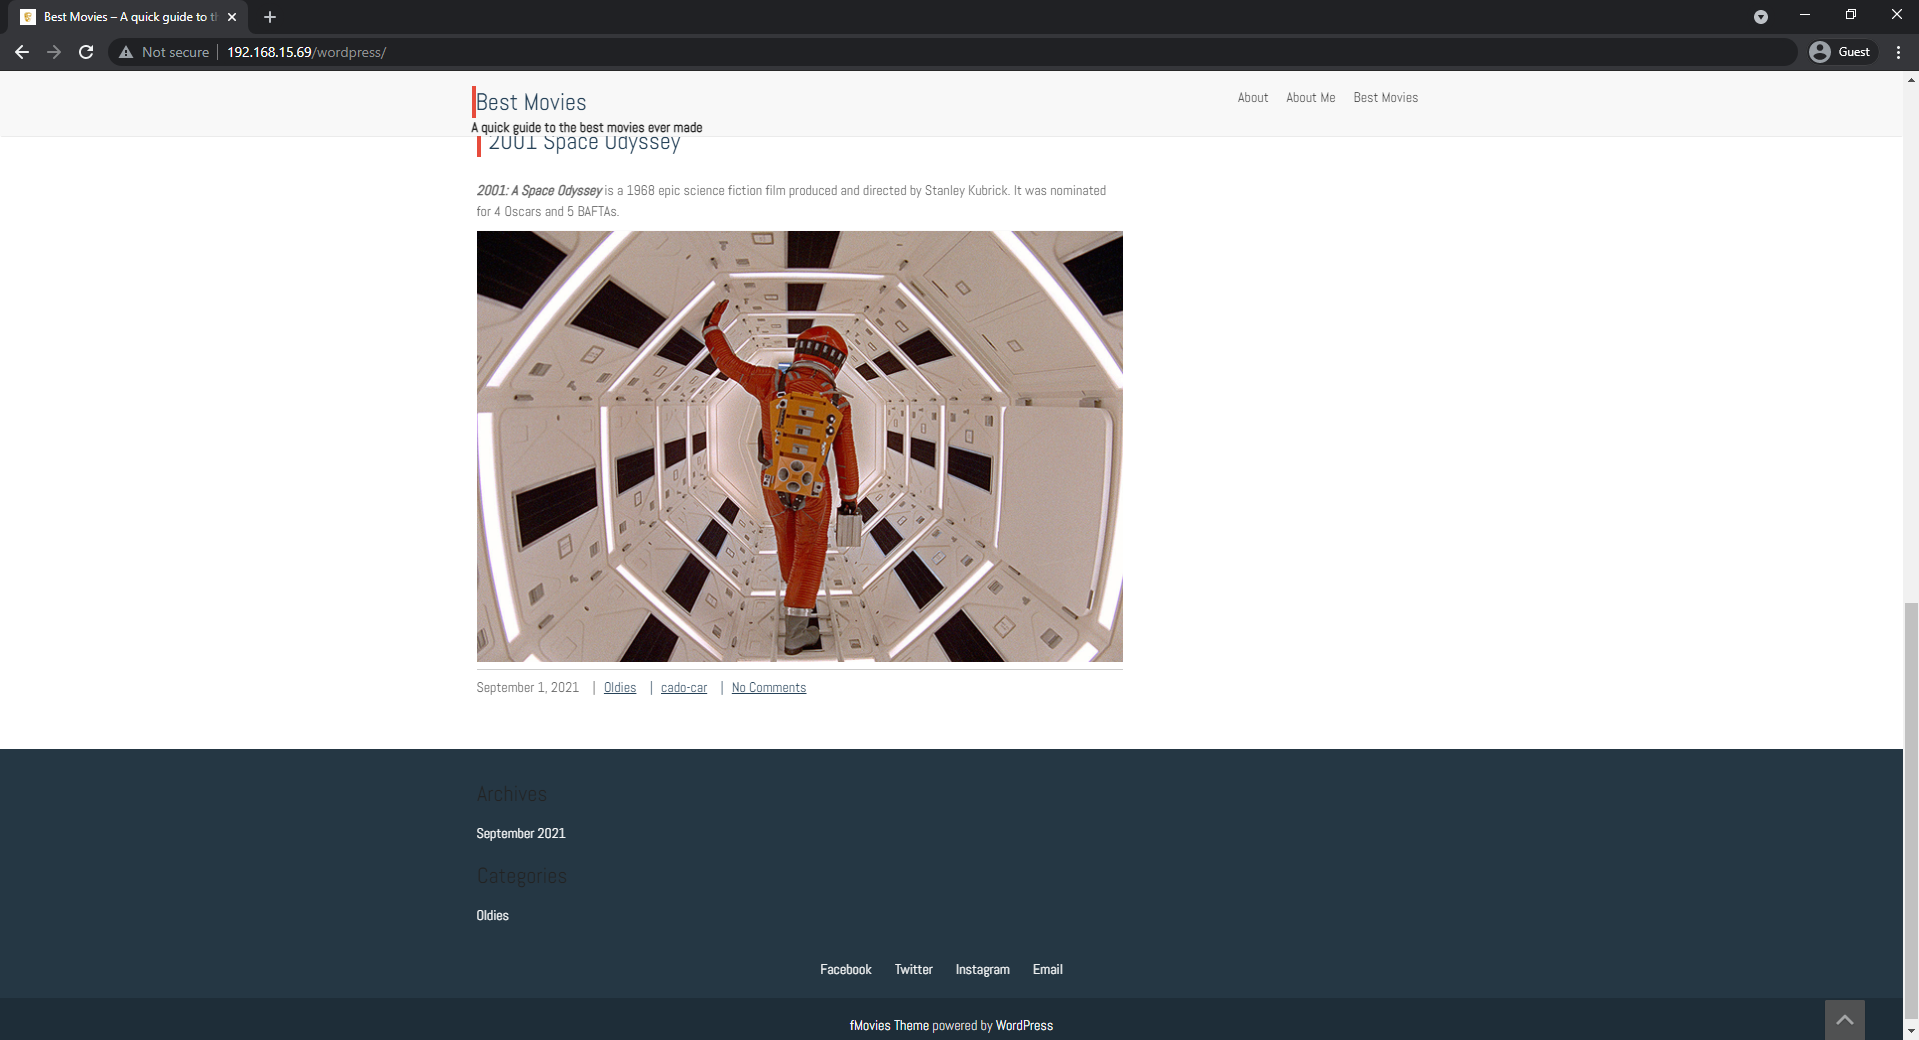 Best Movies – A quick guide to th
Not secure
192.168.15.69/wordpress/
Guest
Best Movies
A quick guide to the best movies ever made
About
About Me
Best Movies
2001 Space Odyssey
2001: A Space Odyssey is a 1968 epic science fiction film produced and directed by Stanley Kubrick. It was nominated
for 4 Oscars and 5 BAFTAs.
September 1, 2021 | Oldies | cado-car | No Comments
Archives
September 2021
Categories
Oldies
Facebook Twitter Instagram Email
fMovies Theme powered by WordPress